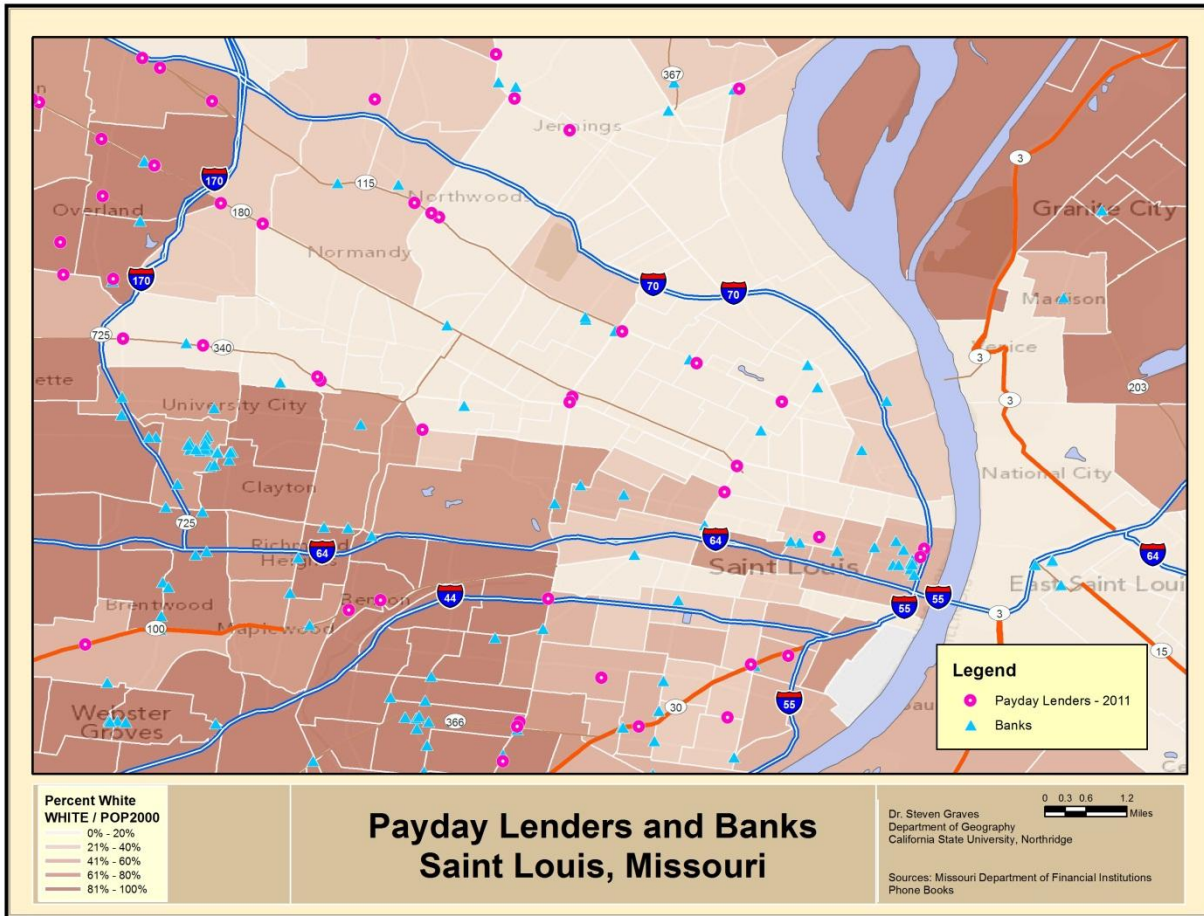 367
Jennings
3
170
115
Northwoods
180
Overland
Granite City
Normandy
170
70
70
Madison
725
340
Venice
3
ette
203
University City
3
National City
Clayton
725
64
Richmond
Heights
64
Saint Louis
64
East Saint Loui
Brentwood
Benton
44
55
55
3
100
Maplewood
15
Webster
Groves
366
30
55
Sau
Ce
Legend
Payday Lenders - 2011
Banks
Percent White
WHITE / POP2000
0% - 20%
21% - 40%
41% - 60%
61% - 80%
81% - 100%
Payday Lenders and Banks
Saint Louis, Missouri
Dr. Steven Graves
Department of Geography
California State University, Northridge
0 0.3 0.6 1.2
Miles
Sources: Missouri Department of Financial Institutions
Phone Books